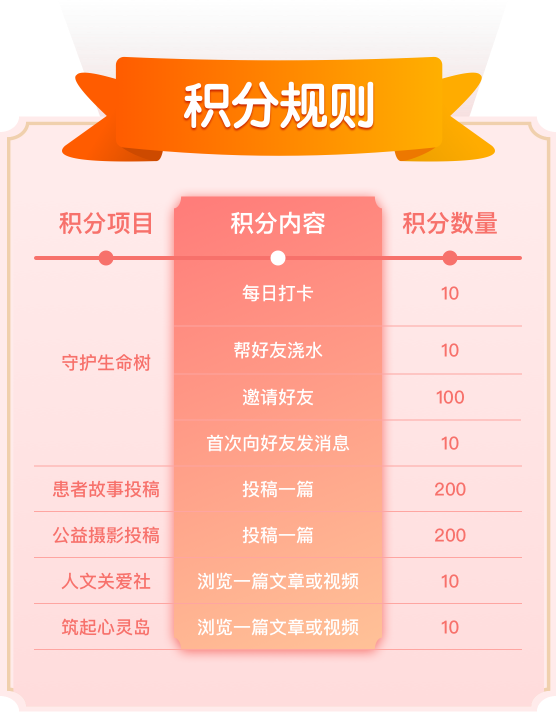 积分规则
积分项目 积分内容 积分数量
守护生命树
每日打卡 10
帮好友浇水 10
邀请好友 100
首次向好友发消息 10
患者故事投稿 投稿一篇 200
公益摄影投稿 投稿一篇 200
人文关爱社 浏览一篇文章或视频 10
筑起心灵岛 浏览一篇文章或视频 10